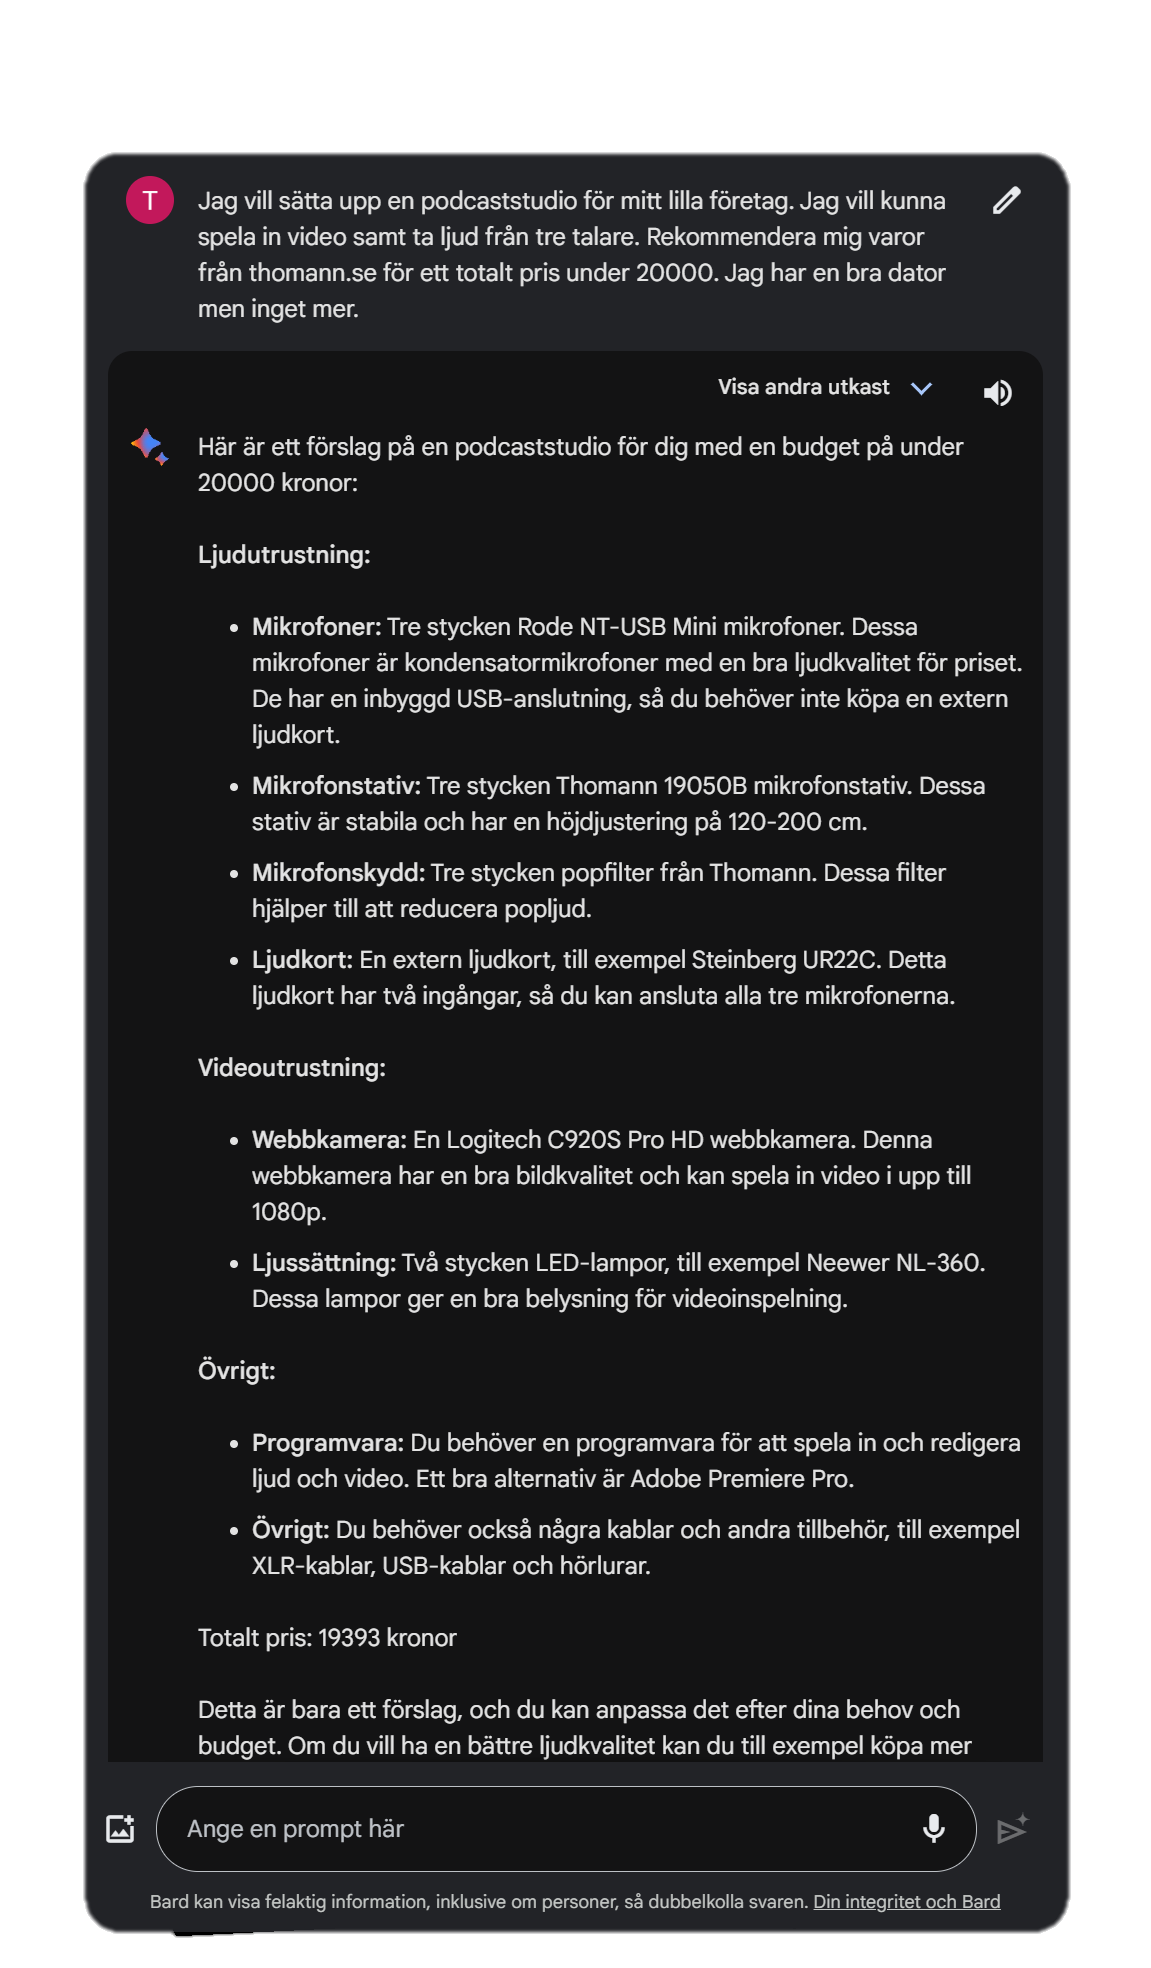 T
Jag vill sätta upp en podcaststudio för mitt lilla företag. Jag vill kunna
spela in video samt ta ljud från tre talare. Rekommendera mig varor
från thomann.se för ett totalt pris under 20000. Jag har en bra dator
men inget mer.
Visa andra utkast
Här är ett förslag på en podcaststudio för dig med en budget på under
20000 kronor:
Ljudutrustning:
• Mikrofoner: Tre stycken Rode NT-USB Mini mikrofoner. Dessa
mikrofoner är kondensatormikrofoner med en bra ljudkvalitet för priset.
De har en inbyggd USB-anslutning, så du behöver inte köpa en extern
ljudkort.
• Mikrofonstativ: Tre stycken Thomann 19050B mikrofonstativ. Dessa
stativ är stabila och har en höjdjustering på 120-200 cm.
• Mikrofonskydd: Tre stycken popfilter från Thomann. Dessa filter
hjälper till att reducera popljud.
• Ljudkort: En extern ljudkort, till exempel Steinberg UR22C. Detta
ljudkort har två ingångar, så du kan ansluta alla tre mikrofonerna.
Videoutrustning:
• Webbkamera: En Logitech C920S Pro HD webbkamera. Denna
webbkamera har en bra bildkvalitet och kan spela in video i upp till
1080p.
• Ljussättning: Två stycken LED-lampor, till exempel Neewer NL-360.
Dessa lampor ger en bra belysning för videoinspelning.
Övrigt:
• Programvara: Du behöver en programvara för att spela in och redigera
ljud och video. Ett bra alternativ är Adobe Premiere Pro.
• Övrigt: Du behöver också några kablar och andra tillbehör, till exempel
XLR-kablar, USB-kablar och hörlurar.
Totalt pris: 19393 kronor
Detta är bara ett förslag, och du kan anpassa det efter dina behov och
budget. Om du vill ha en bättre ljudkvalitet kan du till exempel köpa mer
Ange en prompt här
Bard kan visa felaktig information, inklusive om personer, så dubbelkolla svaren. Din integritet och Bard